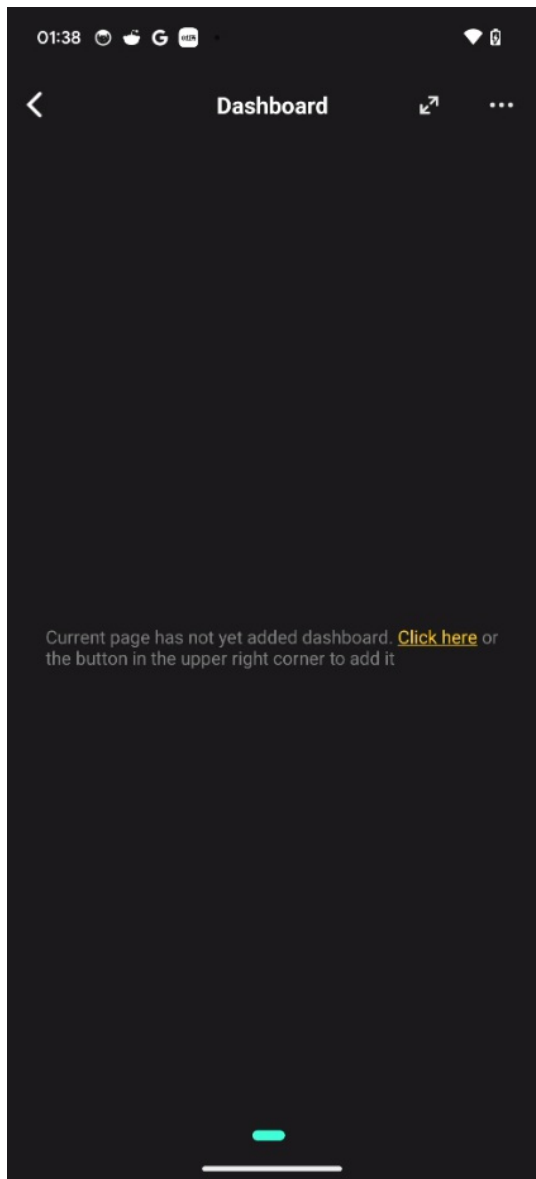 01:38
G
Dashboard
Current page has not yet added dashboard. Click here or
the button in the upper right corner to add it